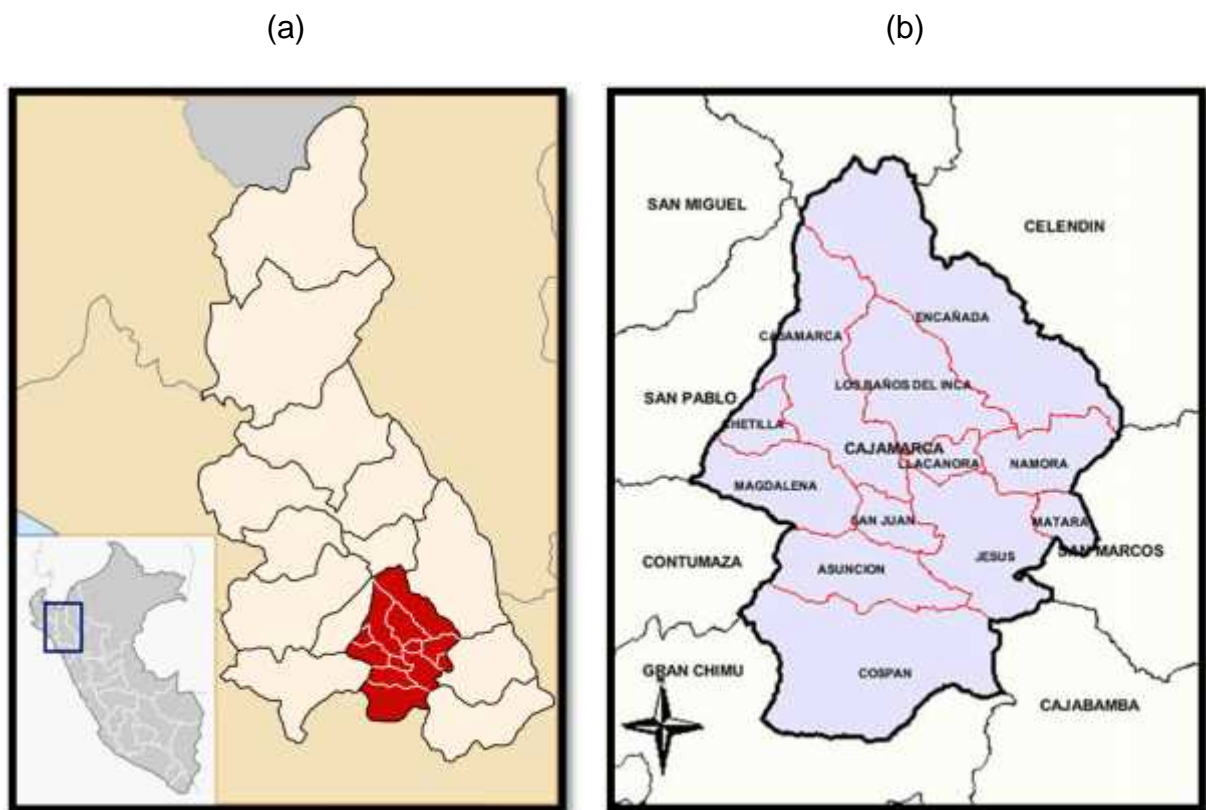 (a)
(b)
SAN MIGUEL
CELENDIN
ENCAÑADA
CAJAMARCA
LOS BAÑOS DEL INCA
SAN PABLO
CHETILLA
CAJAMARCA
LLACANORA
NAMORA
MAGDALENA
SAN JUAN
MATARA
SAN MARCOS
JESUS
CONTUMAZA
ASUNCION
GRAN CHIMU
COSPAN
CAJABAMBA